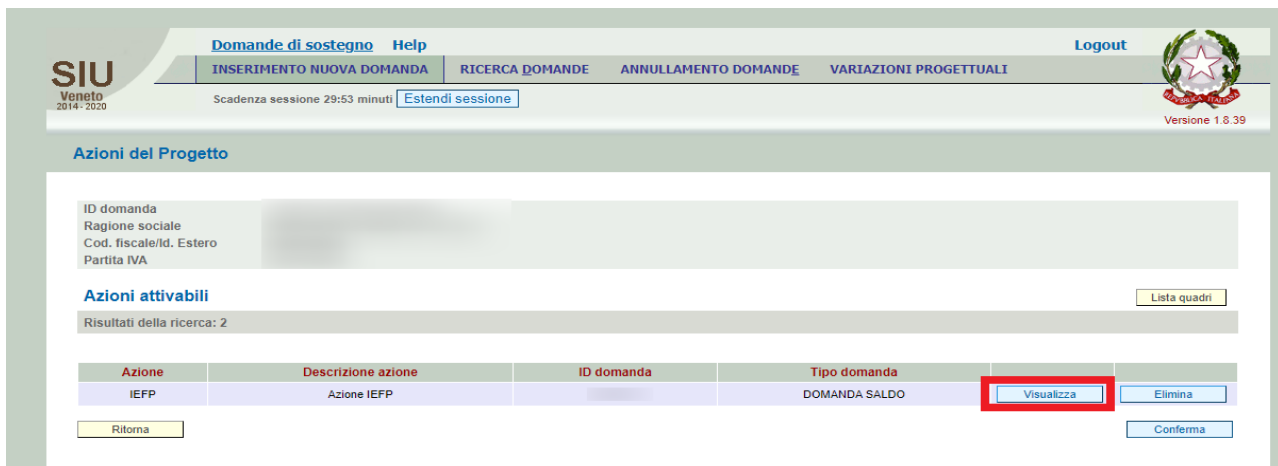 Domande di sostegno Help Logout
SIU
Veneto
2014-2020
INSERIMENTO NUOVA DOMANDA RICERCA DOMANDE ANNULLAMENTO DOMANDE VARIAZIONI PROGETTUALI
Scadenza sessione 29:53 minuti Estendi sessione
REPVBBLICA ITALIANA
Versione 1.8.39
Azioni del Progetto
ID domanda
Ragione sociale
Cod. fiscale/Id. Estero
Partita IVA
Azioni attivabili Lista quadri
Risultati della ricerca: 2
Azione Descrizione azione ID domanda Tipo domanda
IEFP Azione IEFP DOMANDA SALDO Visualizza Elimina
Ritorna Conferma